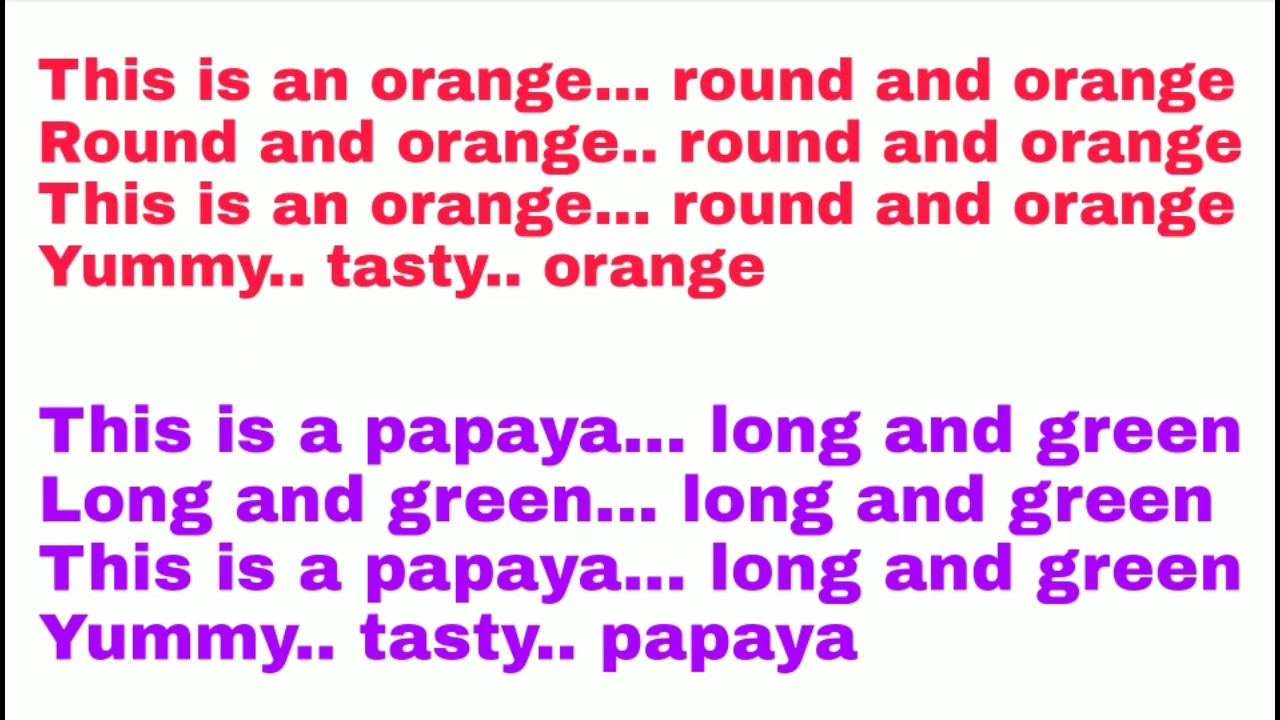 This is an orange... round and orange
Round and orange.. round and orange
This is an orange... round and orange
Yummy.. tasty.. orange
This is a papaya... long and green
Long and green... long and green
This is a papaya... long and green
Yummy.. tasty.. papaya